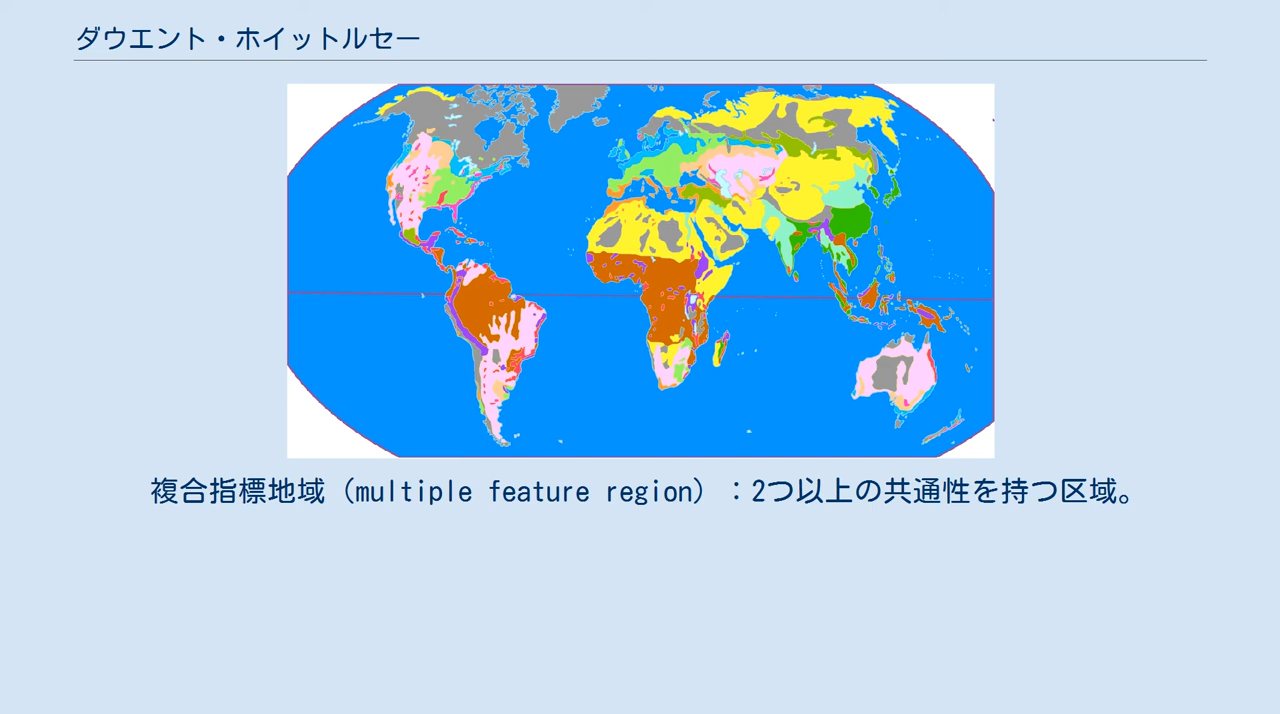 ダウエント・ホイットルセー
複合指標地域（multiple feature region）：2つ以上の共通性を持つ区域。